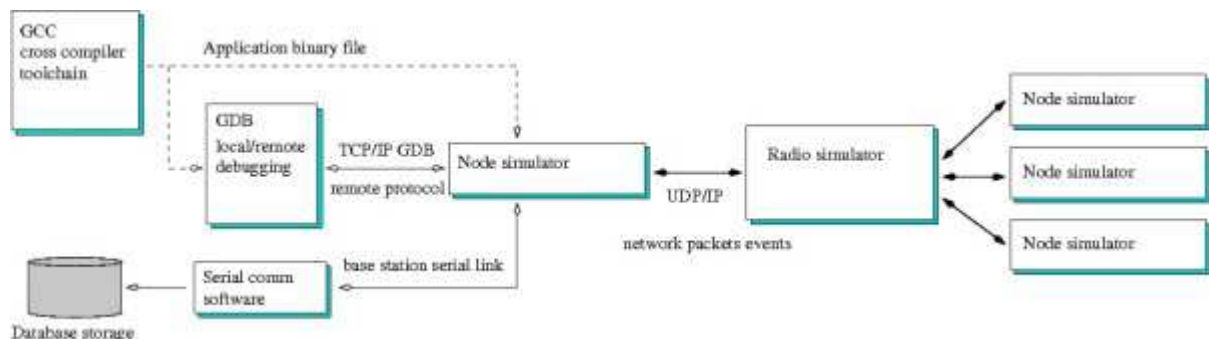 GCC
cross compiler
toolchain
Application binary file
GDB
local/remote
debugging
TCP/IP GDB
remote protocol
Node simulator
UDP/IP
network packets events
Radio simulator
Node simulator
Node simulator
Node simulator
base station serial link
Serial comm
software
Database storage